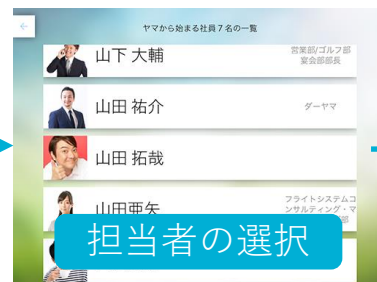 ヤマから始まる社員7名の一覧
山下 大輔
営業部/ゴルフ部
宴会部部長
山田 祐介
ダーヤマ
山田 拓哉
山田亜矢
フライトシステムコ
ンサルティング・マ
担当者の選択